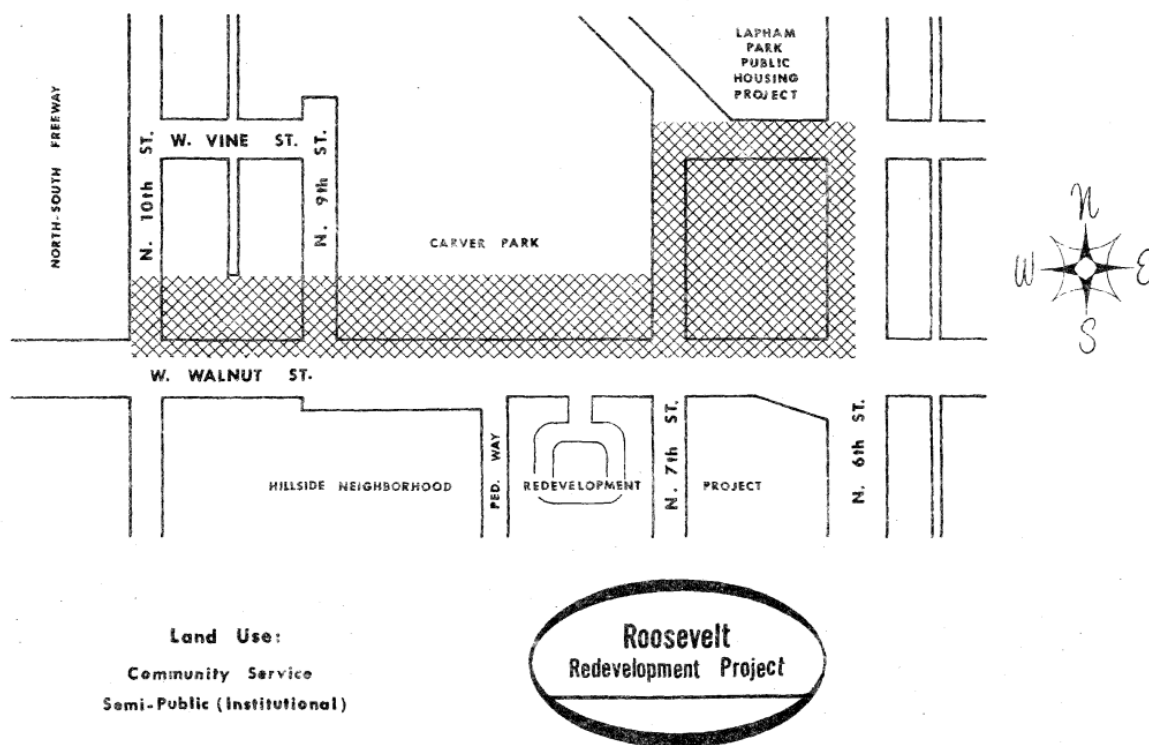 LAPHAM
PARK
PUBLIC
HOUSING
PROJECT
NORTH-SOUTH FREEWAY
N. 10th ST.
W. VINE ST.
N. 9th ST.
CARVER PARK
N
W E
S
W. WALNUT ST.
HILLSIDE NEIGHBORHOOD
PED. WAY
REDEVELOPMENT
N. 7th ST.
PROJECT
N. 6th ST.
Land Use:
Community Service
Semi-Public (Institutional)
Roosevelt
Redevelopment Project